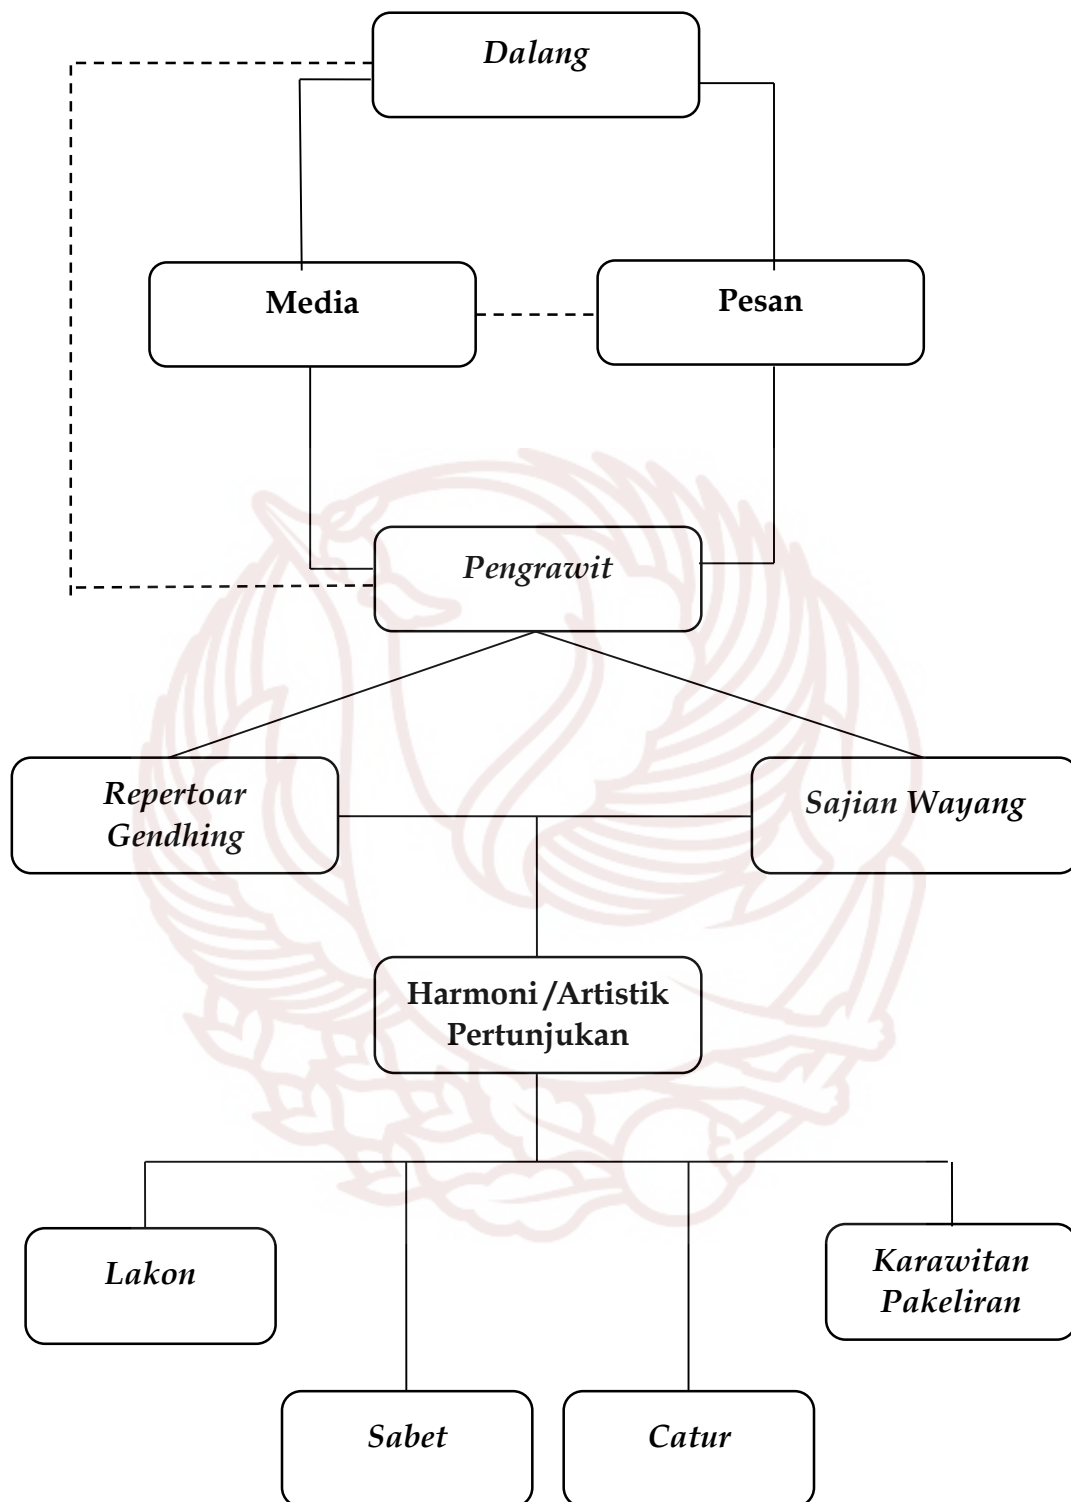 Dalang
Media
Pesan
Pengrawit
Repertoar
Gendhing
Sajian Wayang
Harmoni /Artistik
Pertunjukan
Lakon
Karawitan
Pakeliran
Sabet
Catur